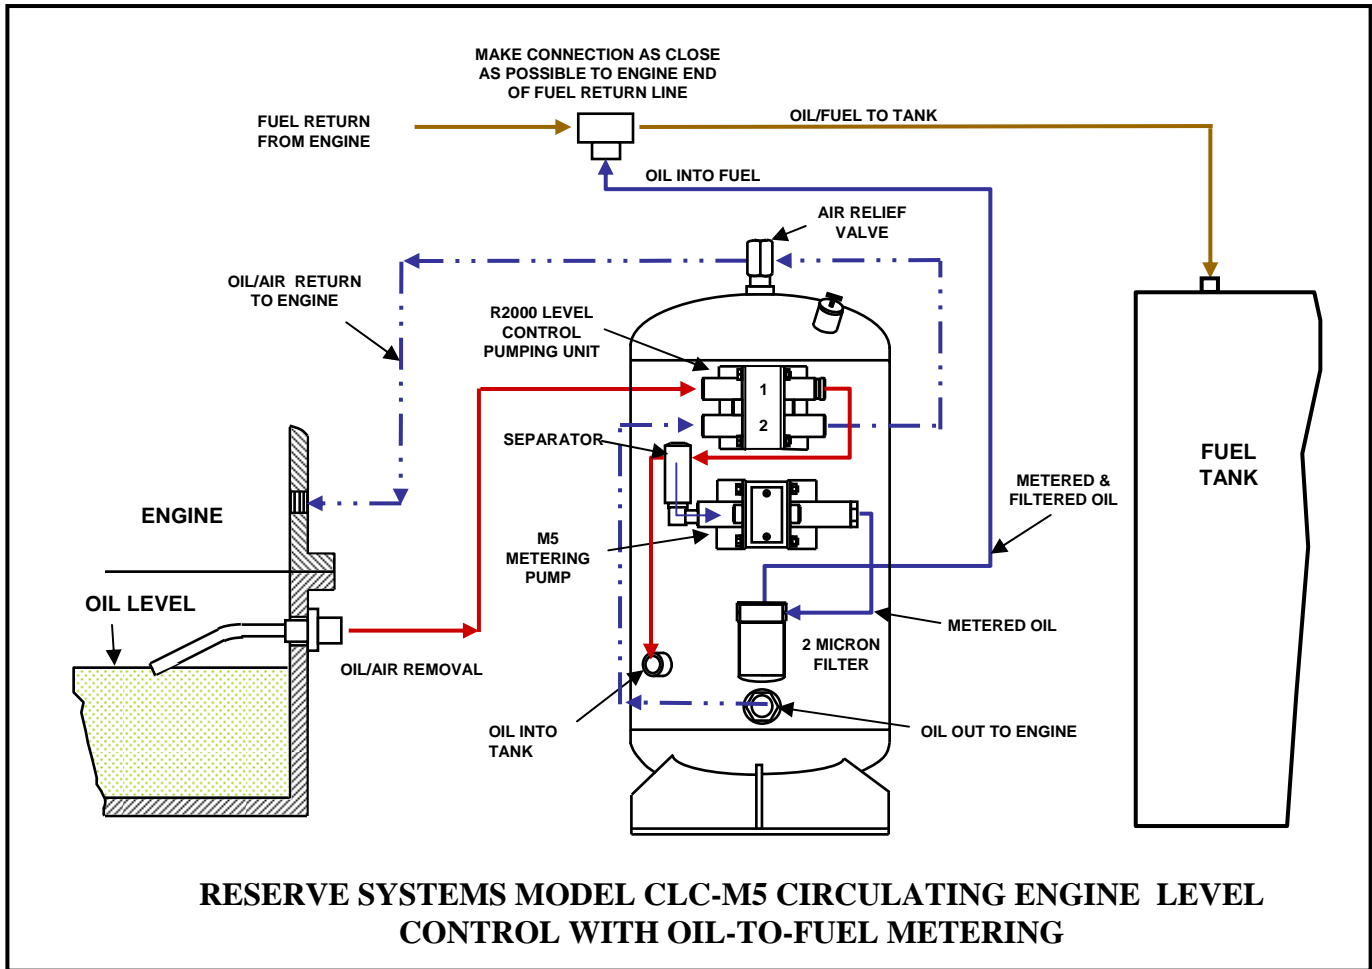 MAKE CONNECTION AS CLOSE
AS POSSIBLE TO ENGINE END
OF FUEL RETURN LINE
FUEL RETURN
FROM ENGINE
OIL/FUEL TO TANK
OIL INTO FUEL
AIR RELIEF
VALVE
OIL/AIR RETURN
TO ENGINE
R2000 LEVEL
CONTROL
PUMPING UNIT
1
2
SEPARATOR
FUEL
TANK
METERED &
FILTERED OIL
ENGINE
M5
METERING
PUMP
OIL LEVEL
METERED OIL
2 MICRON
FILTER
OIL/AIR REMOVAL
OIL INTO
TANK
OIL OUT TO ENGINE
RESERVE SYSTEMS MODEL CLC-M5 CIRCULATING ENGINE LEVEL
CONTROL WITH OIL-TO-FUEL METERING